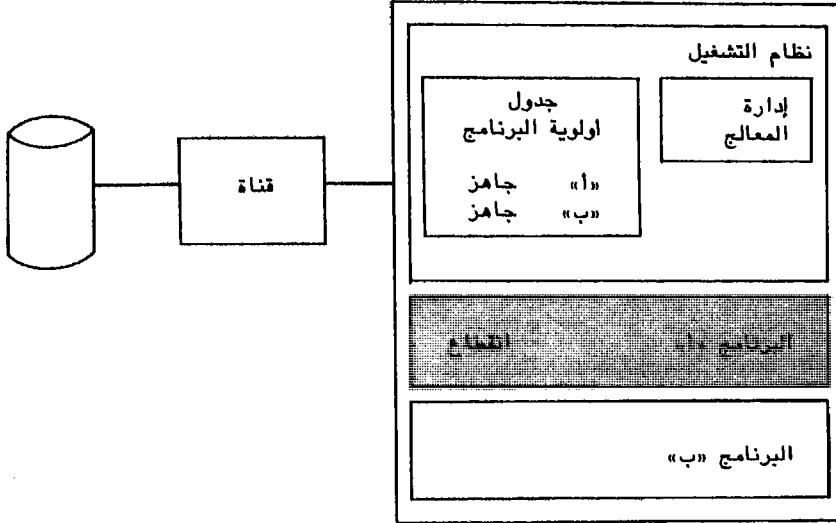 نظام التشغيل
إدارة
المعالج
جدول
أولوية البرنامج
«أ» جاهز
«ب» جاهز
قناة
البرنامج «أ» انقطاع
البرنامج «ب»